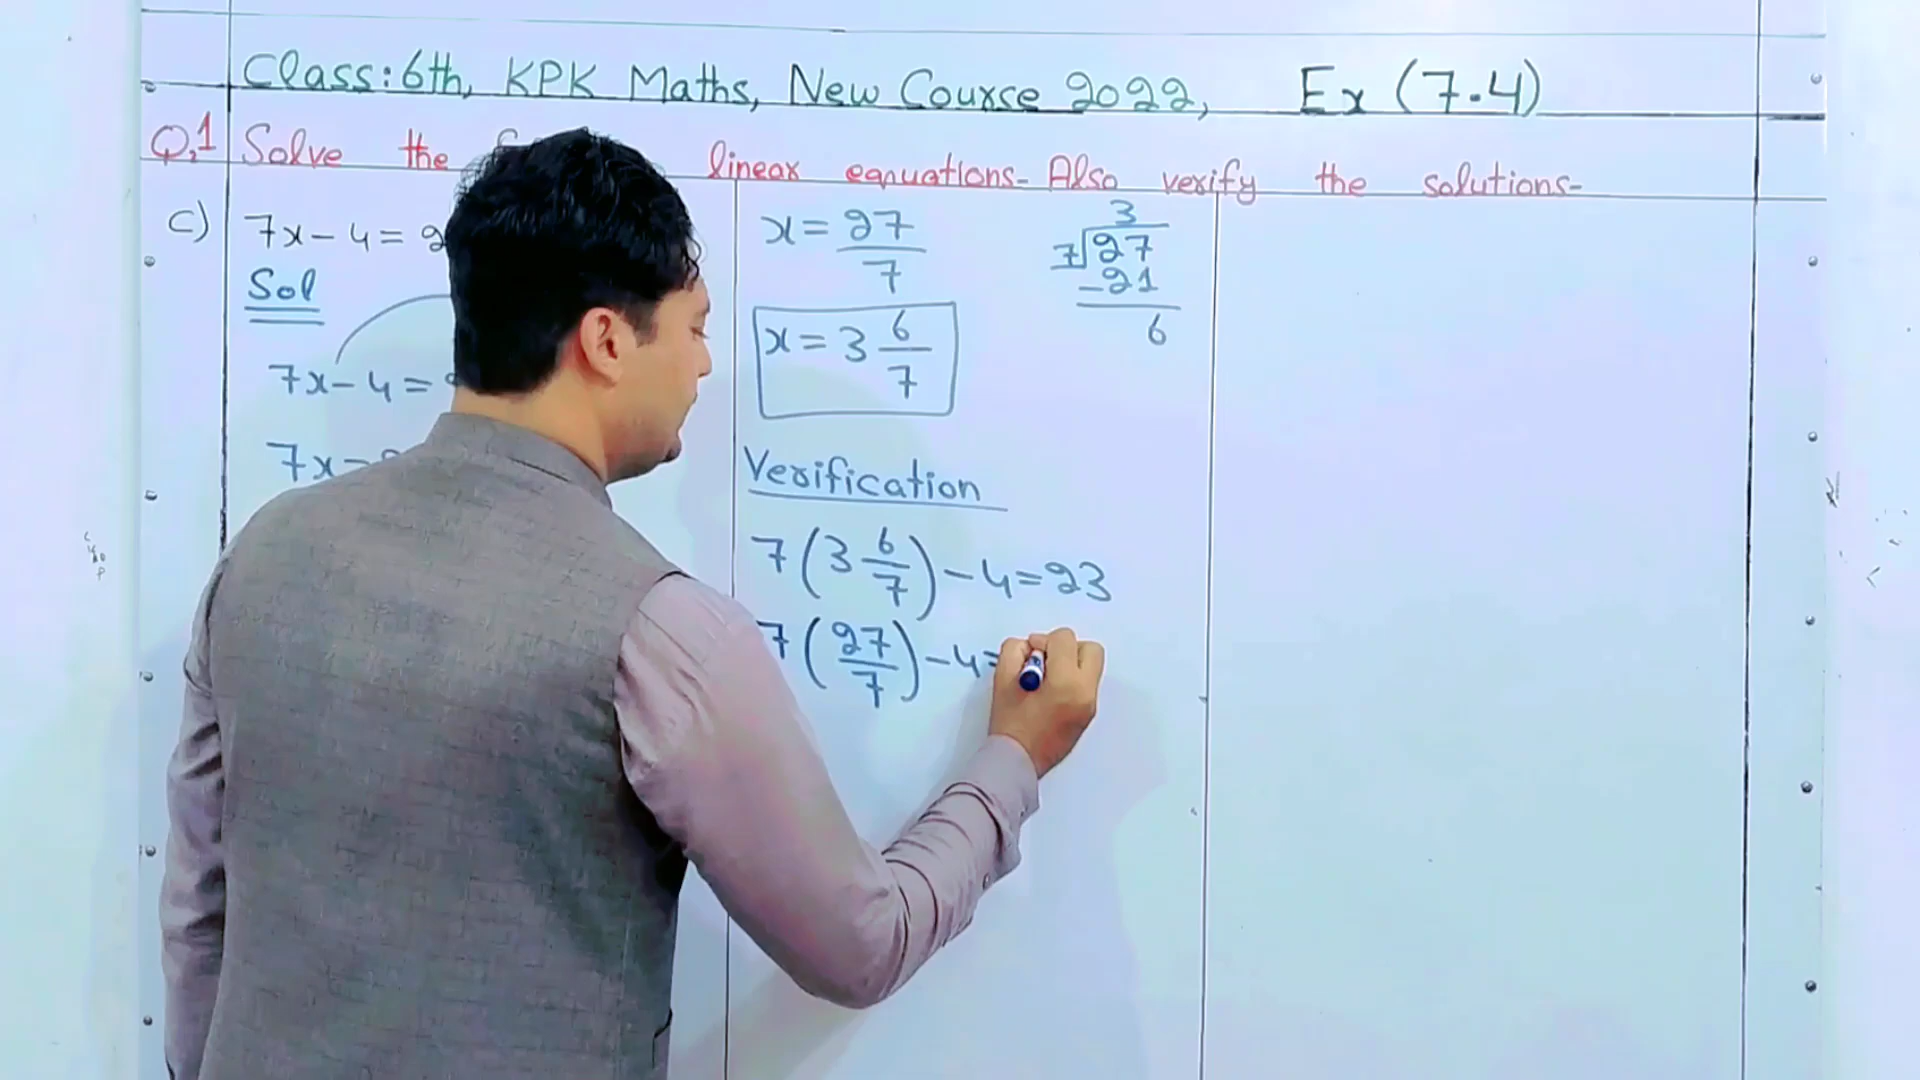 Class: 6th, KPK Maths, New Course 2022, Ex (7.4)
Q.1 Solve the linear equations- Also verify the solutions-
c) 7x - 4 =
Sol
7x - 4 =
7x =
x = 27/7
x = 3 6/7
3
7 27
-21
6
Verification
7(3 6/7) - 4 = 23
7(27/7) - 4 =